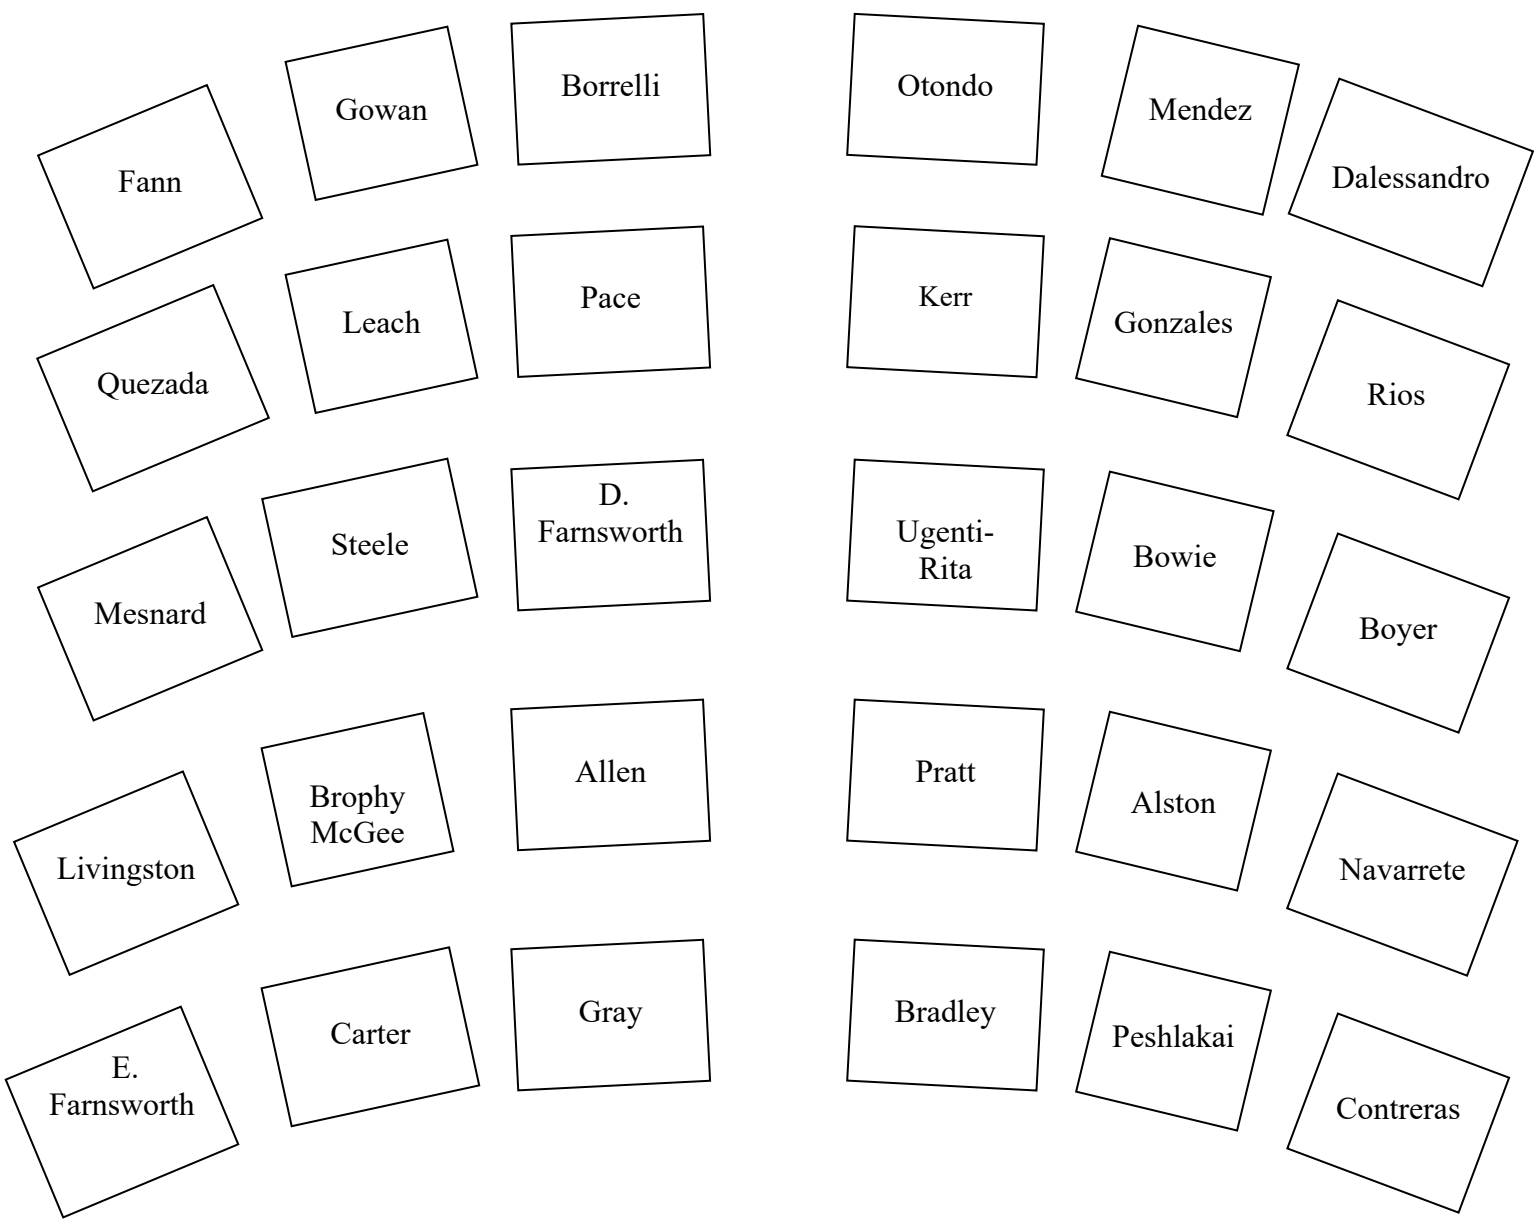 Fann
Gowan
Borrelli
Otondo
Mendez
Dalessandro
Quezada
Leach
Pace
Kerr
Gonzales
Rios
Mesnard
Steele
D.
Farnsworth
Ugenti-
Rita
Bowie
Boyer
Livingston
Brophy
McGee
Allen
Pratt
Alston
Navarrete
E.
Farnsworth
Carter
Gray
Bradley
Peshlakai
Contreras